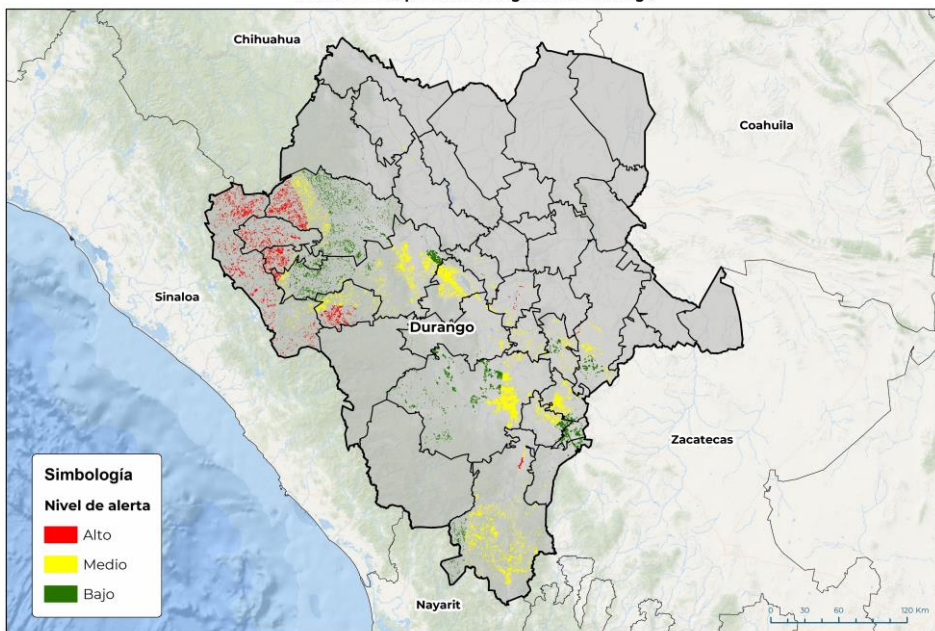 Chihuahua
Coahuila
Sinaloa
Durango
Zacatecas
Nayarit
Simbología
Nivel de alerta
Alto
Medio
Bajo
0 30 60 120 Km